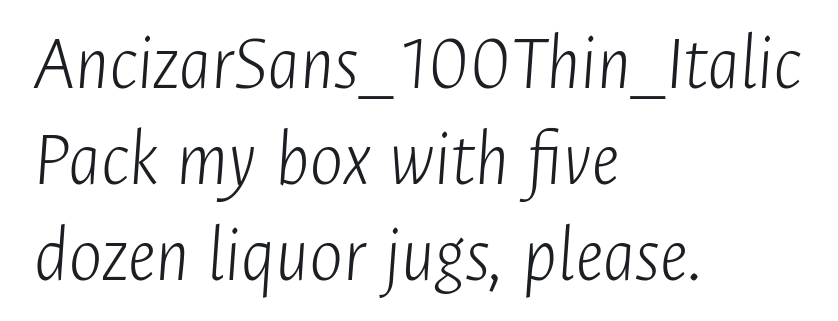 AncizarSans_100Thin_Italic
Pack my box with five
dozen liquor jugs, please.